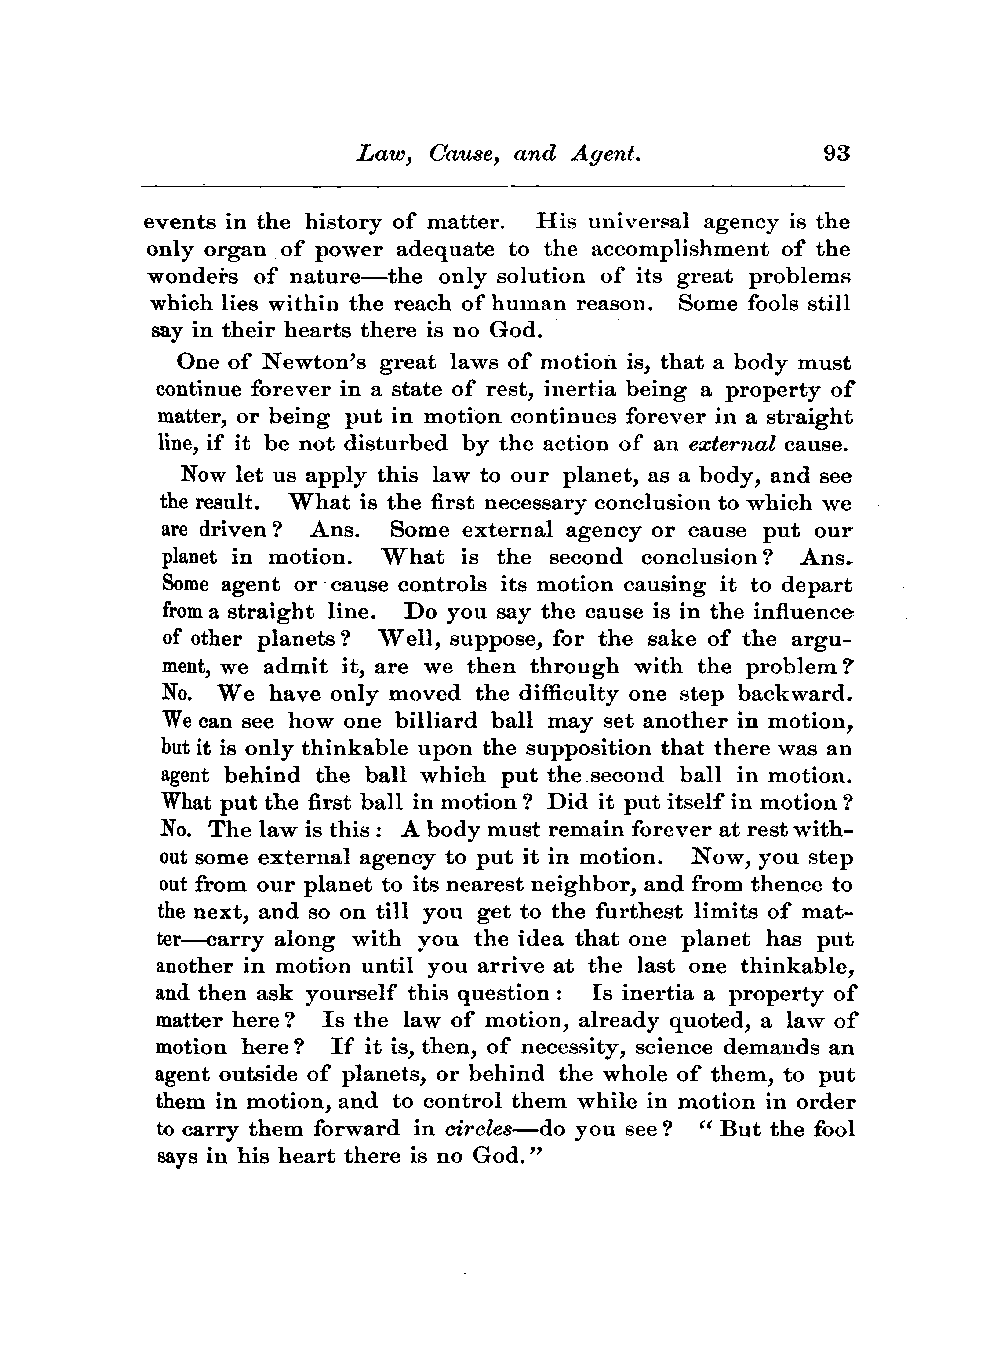 Law, Cause, and Agent. 93
events in the history of matter. His universal agency is the
only organ of power adequate to the accomplishment of the
wonders of nature—the only solution of its great problems
which lies within the reach of human reason. Some fools still
say in their hearts there is no God.
One of Newton's great laws of motion is, that a body must
continue forever in a state of rest, inertia being a property of
matter, or being put in motion continues forever in a straight
line, if it be not disturbed by the action of an external cause.
Now let us apply this law to our planet, as a body, and see
the result. What is the first necessary conclusion to which we
are driven? Ans. Some external agency or cause put our
planet in motion. What is the second conclusion? Ans.
Some agent or cause controls its motion causing it to depart
from a straight line. Do you say the cause is in the influence
of other planets? Well, suppose, for the sake of the argu-
ment, we admit it, are we then through with the problem?
No. We have only moved the difficulty one step backward.
We can see how one billiard ball may set another in motion,
but it is only thinkable upon the supposition that there was an
agent behind the ball which put the second ball in motion.
What put the first ball in motion? Did it put itself in motion?
No. The law is this: A body must remain forever at rest with-
out some external agency to put it in motion. Now, you step
out from our planet to its nearest neighbor, and from thence to
the next, and so on till you get to the furthest limits of mat-
ter—carry along with you the idea that one planet has put
another in motion until you arrive at the last one thinkable,
and then ask yourself this question: Is inertia a property of
matter here? Is the law of motion, already quoted, a law of
motion here? If it is, then, of necessity, science demands an
agent outside of planets, or behind the whole of them, to put
them in motion, and to control them while in motion in order
to carry them forward in circles—do you see? "But the fool
says in his heart there is no God."